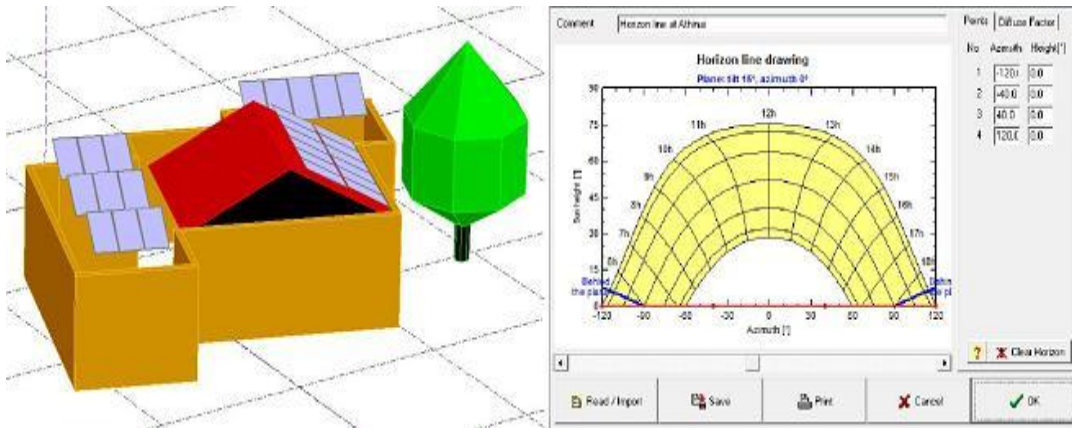 Comment Horizon line at Athinai
Points Diffuse Factor
No Azimuth Height[°]
1 -120.0 0.0
2 -40.0 0.0
3 40.0 0.0
4 120.0 0.0
Horizon line drawing
Plane: tilt 15°, azimuth 0°
90
75
60
45
30
15
0
Sun height [°]
12h
11h 13h
10h 14h
9h 15h
8h 16h
7h 17h
6h 18h
Behind
the plane
-120 -90 -60 -30 0 30 60 90 120
Azimuth [°]
? Clear Horizon
Read / Import Save Print Cancel OK